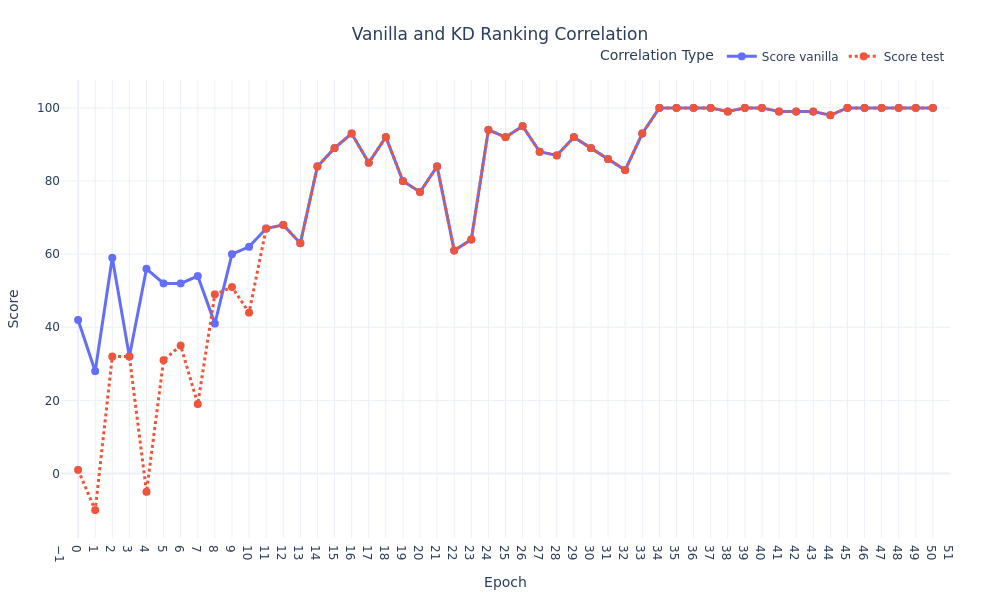 Vanilla and KD Ranking Correlation
Correlation Type Score vanilla Score test
100
80
60
40
20
0
Score
−1 0 1 2 3 4 5 6 7 8 9 10 11 12 13 14 15 16 17 18 19 20 21 22 23 24 25 26 27 28 29 30 31 32 33 34 35 36 37 38 39 40 41 42 43 44 45 46 47 48 49 50 51
Epoch